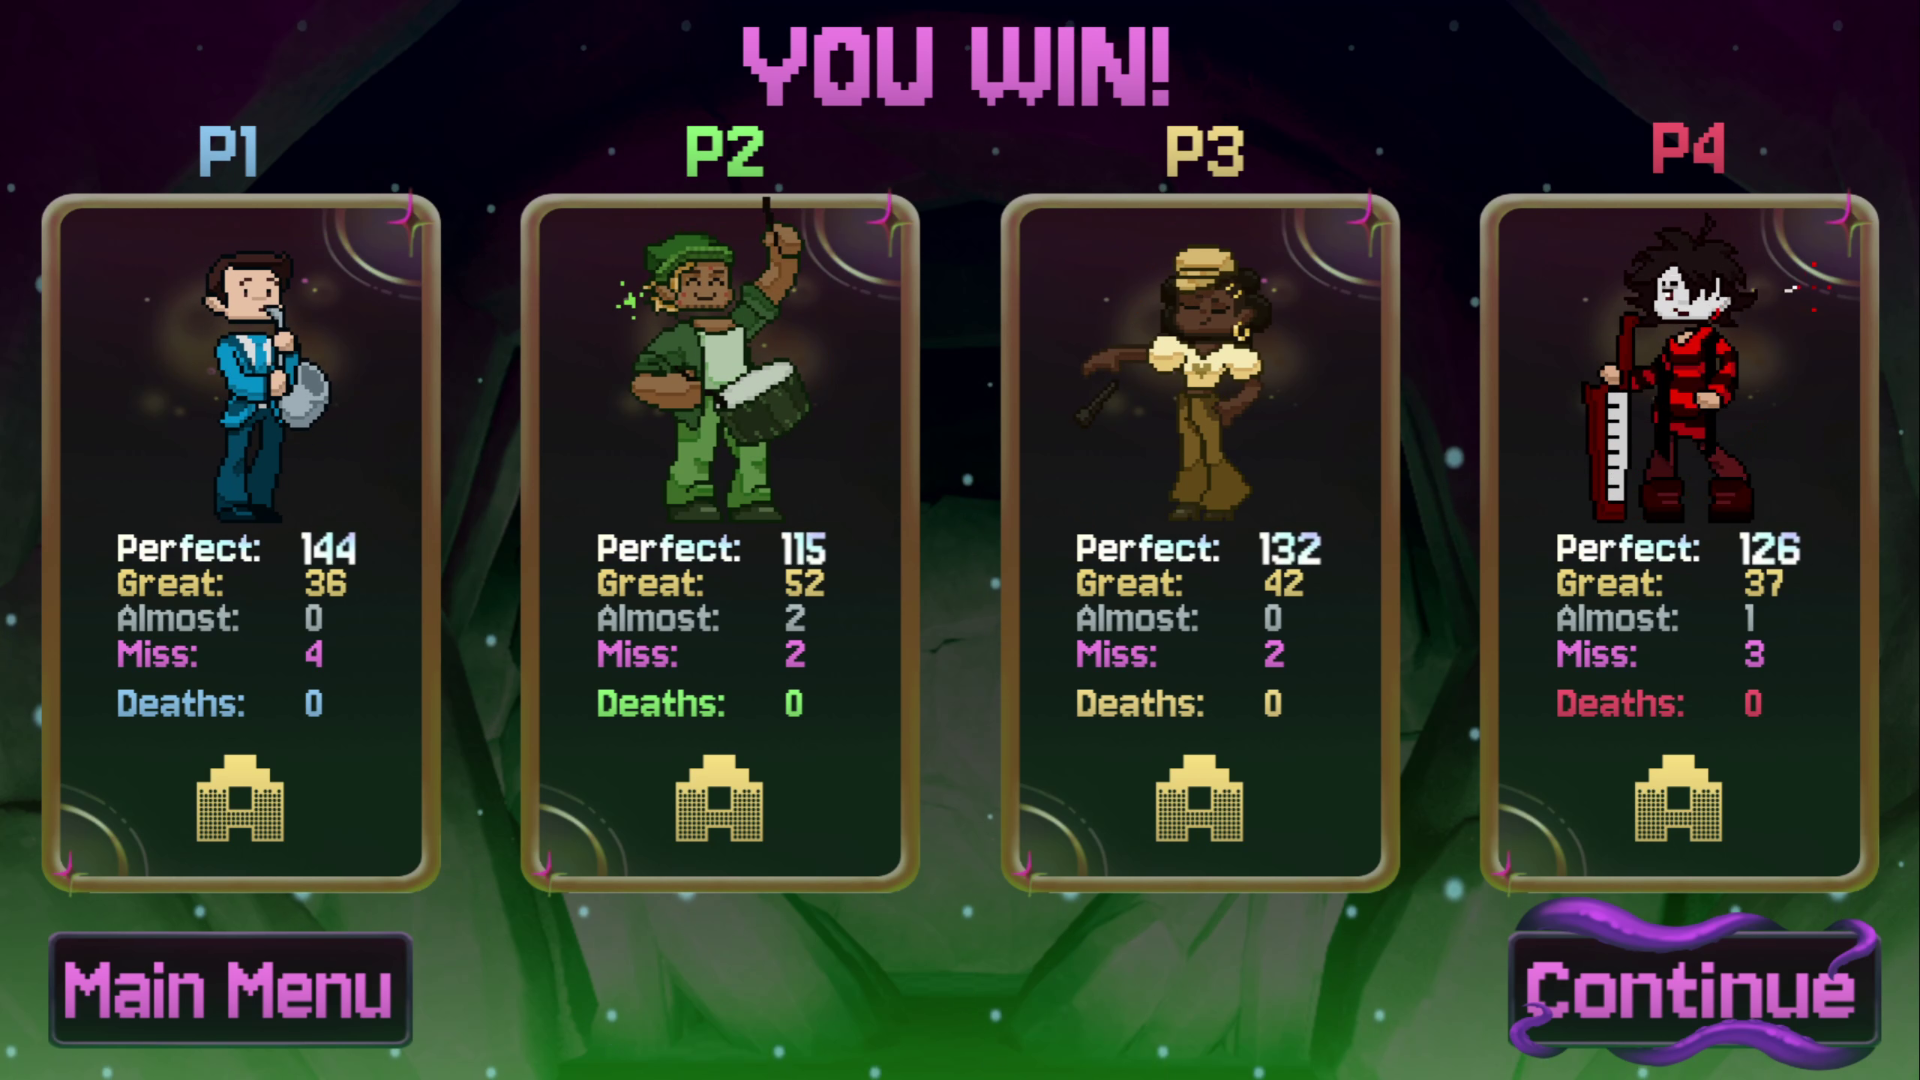 YOU WIN!
P1
P2
P3
P4
Perfect: 144
Great: 36
Almost: 0
Miss: 4
Deaths: 0
A
Perfect: 115
Great: 52
Almost: 2
Miss: 2
Deaths: 0
A
Perfect: 132
Great: 42
Almost: 0
Miss: 2
Deaths: 0
A
Perfect: 126
Great: 37
Almost: 1
Miss: 3
Deaths: 0
A
Main Menu
Continue